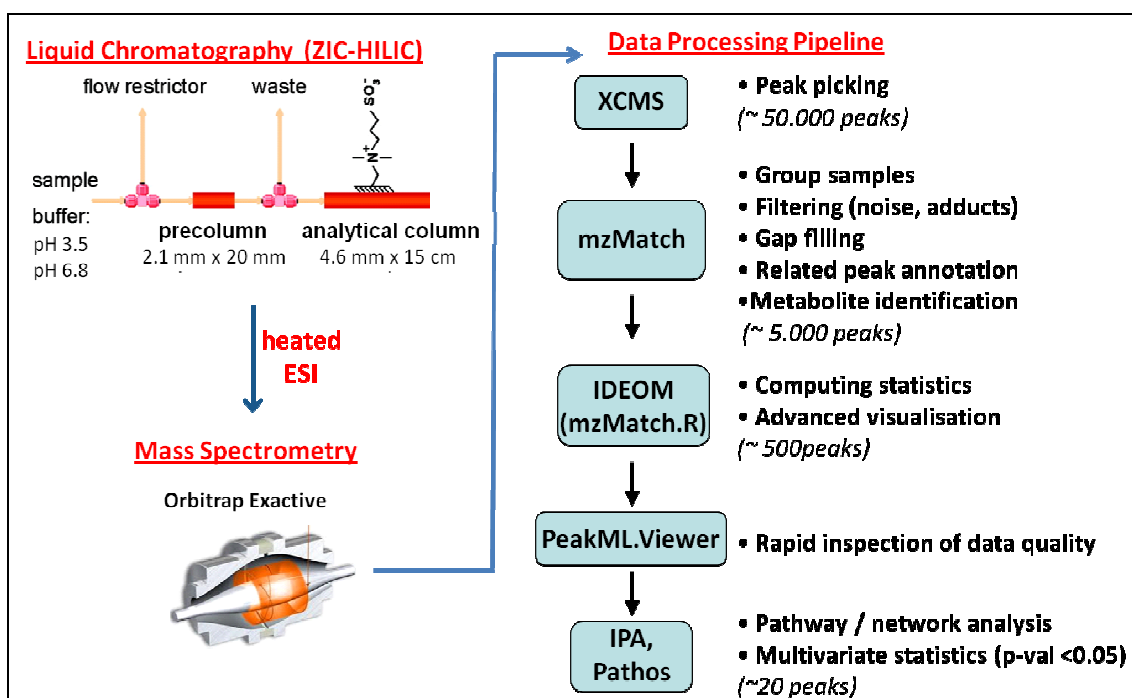 Liquid Chromatography (ZIC-HILIC)
flow restrictor
waste
SO₃⁻
N⁺
sample
buffer:
pH 3.5
pH 6.8
precolumn
2.1 mm x 20 mm
analytical column
4.6 mm x 15 cm
heated
ESI
Mass Spectrometry
Orbitrap Exactive
Data Processing Pipeline
XCMS
• Peak picking
(~ 50.000 peaks)
mzMatch
• Group samples
• Filtering (noise, adducts)
• Gap filling
• Related peak annotation
•Metabolite identification
(~ 5.000 peaks)
IDEOM
(mzMatch.R)
• Computing statistics
• Advanced visualisation
(~ 500peaks)
PeakML.Viewer
• Rapid inspection of data quality
IPA,
Pathos
• Pathway / network analysis
• Multivariate statistics (p-val <0.05)
(~20 peaks)